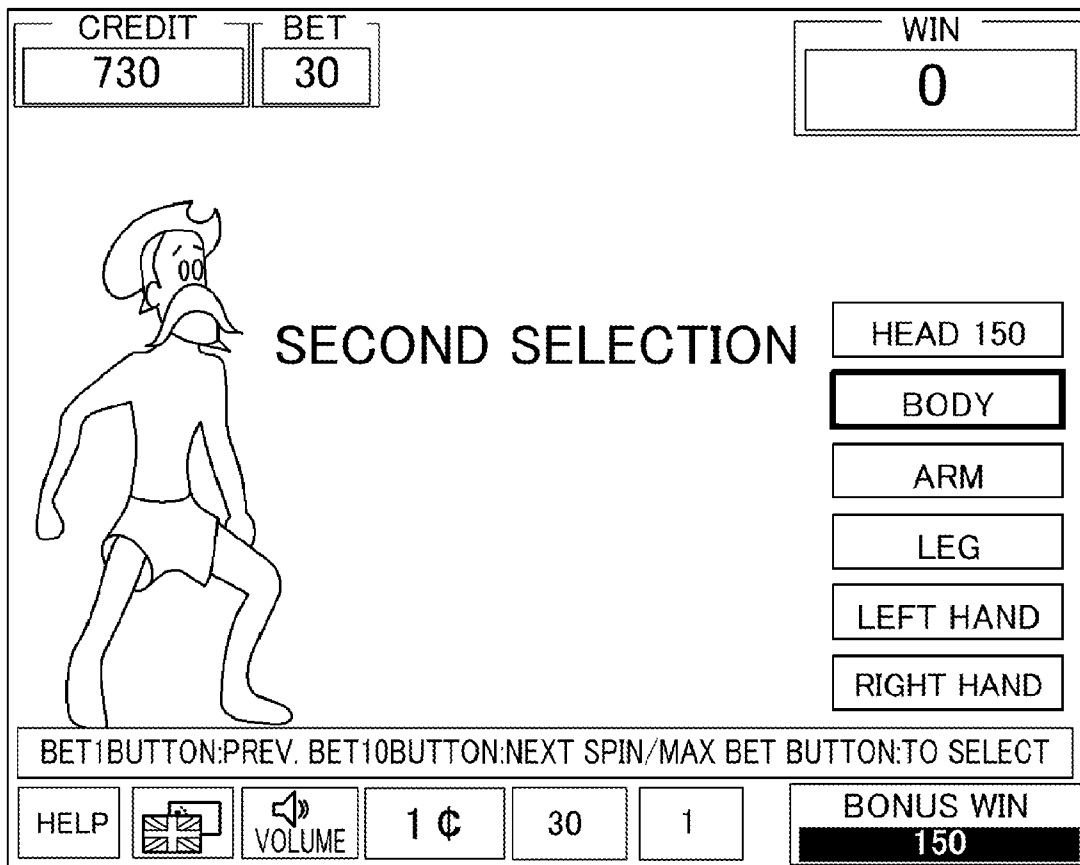 CREDIT BET WIN
730 30 0
SECOND SELECTION
HEAD 150
BODY
ARM
LEG
LEFT HAND
RIGHT HAND
BET1BUTTON:PREV. BET10BUTTON:NEXT SPIN/MAX BET BUTTON:TO SELECT
HELP
VOLUME
1 ¢
30
1
BONUS WIN
150